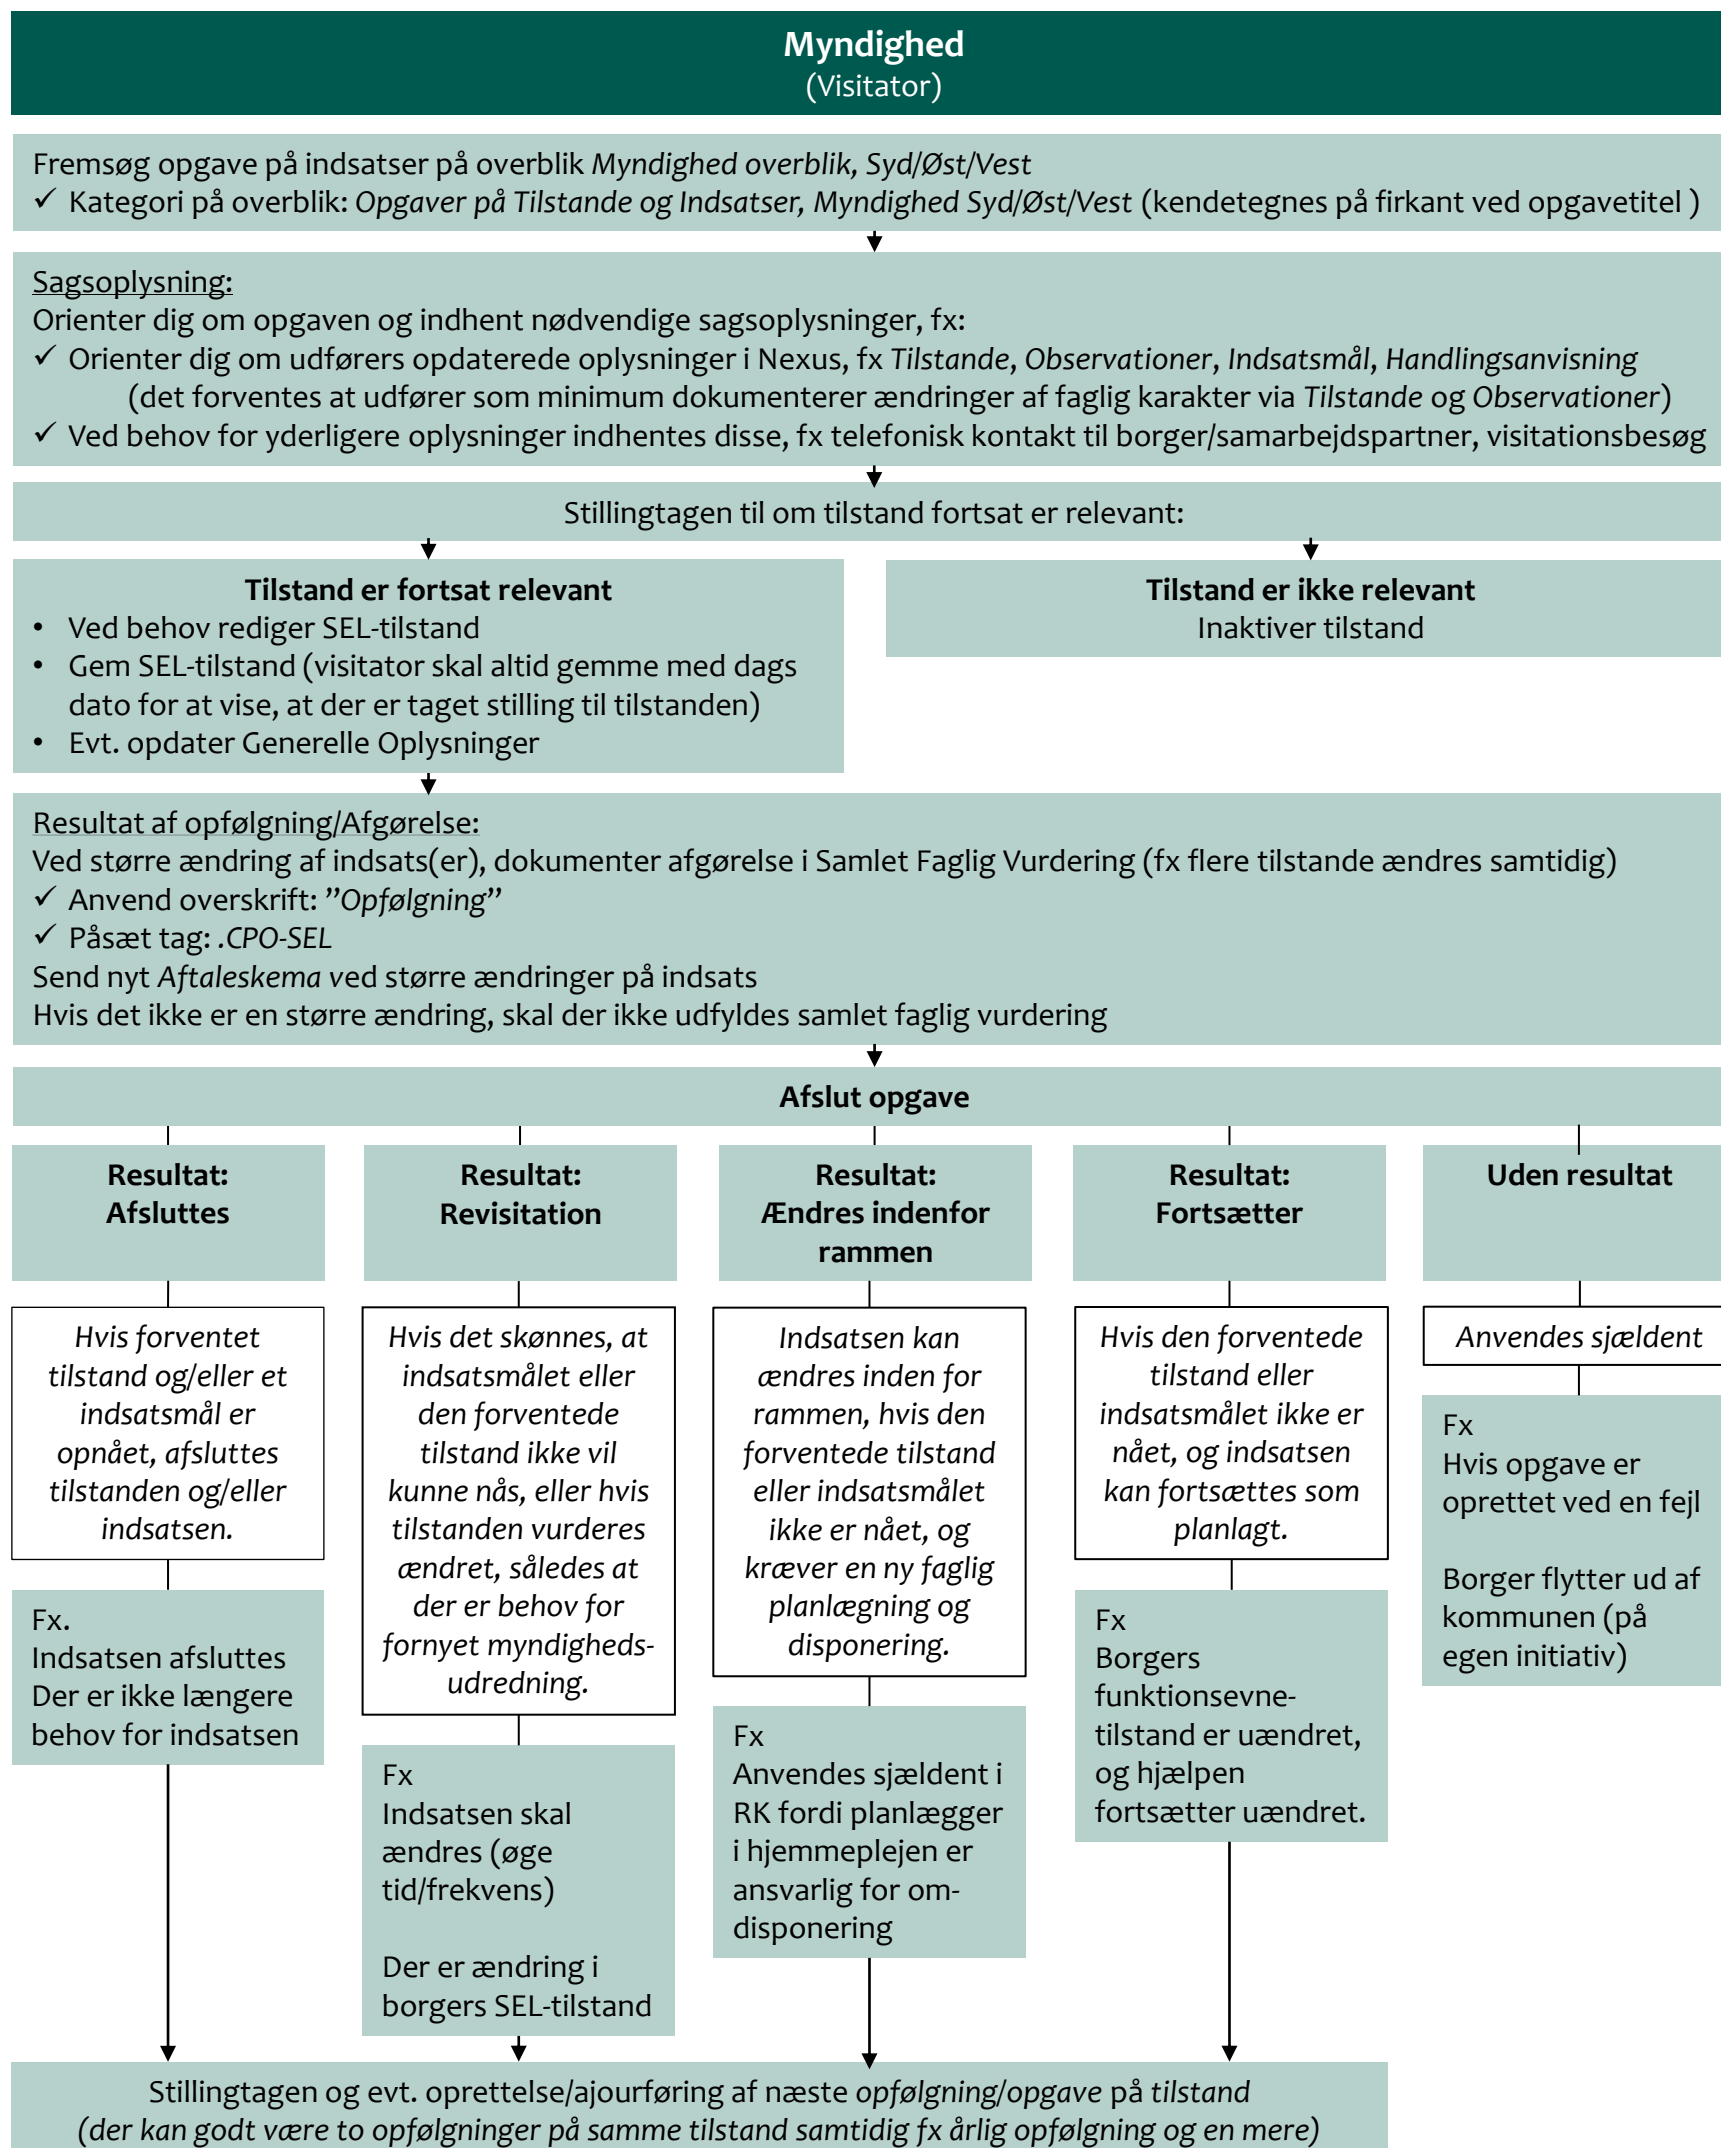 Myndighed
(Visitator)
Fremsøg opgave på indsatser på overblik Myndighed overblik, Syd/Øst/Vest
✓ Kategori på overblik: Opgaver på Tilstande og Indsatser, Myndighed Syd/Øst/Vest (kendetegnes på firkant ved opgavetitel )
Sagsoplysning:
Orienter dig om opgaven og indhent nødvendige sagsoplysninger, fx:
✓ Orienter dig om udførers opdaterede oplysninger i Nexus, fx Tilstande, Observationer, Indsatsmål, Handlingsanvisning
(det forventes at udfører som minimum dokumenterer ændringer af faglig karakter via Tilstande og Observationer)
✓ Ved behov for yderligere oplysninger indhentes disse, fx telefonisk kontakt til borger/samarbejdspartner, visitationsbesøg
Stillingtagen til om tilstand fortsat er relevant:
Tilstand er fortsat relevant
• Ved behov rediger SEL-tilstand
• Gem SEL-tilstand (visitator skal altid gemme med dags
dato for at vise, at der er taget stilling til tilstanden)
• Evt. opdater Generelle Oplysninger
Tilstand er ikke relevant
Inaktiver tilstand
Resultat af opfølgning/Afgørelse:
Ved større ændring af indsats(er), dokumenter afgørelse i Samlet Faglig Vurdering (fx flere tilstande ændres samtidig)
✓ Anvend overskrift: ”Opfølgning”
✓ Påsæt tag: .CPO-SEL
Send nyt Aftaleskema ved større ændringer på indsats
Hvis det ikke er en større ændring, skal der ikke udfyldes samlet faglig vurdering
Afslut opgave
Resultat:
Afsluttes
Hvis forventet
tilstand og/eller et
indsatsmål er
opnået, afsluttes
tilstanden og/eller
indsatsen.
Fx.
Indsatsen afsluttes
Der er ikke længere
behov for indsatsen
Resultat:
Revisitation
Hvis det skønnes, at
indsatsmålet eller
den forventede
tilstand ikke vil
kunne nås, eller hvis
tilstanden vurderes
ændret, således at
der er behov for
fornyet myndigheds-
udredning.
Fx
Indsatsen skal
ændres (øge
tid/frekvens)
Der er ændring i
borgers SEL-tilstand
Resultat:
Ændres indenfor
rammen
Indsatsen kan
ændres inden for
rammen, hvis den
forventede tilstand
eller indsatsmålet
ikke er nået, og
kræver en ny faglig
planlægning og
disponering.
Fx
Anvendes sjældent i
RK fordi planlægger
i hjemmeplejen er
ansvarlig for om-
disponering
Resultat:
Fortsætter
Hvis den forventede
tilstand eller
indsatsmålet ikke er
nået, og indsatsen
kan fortsættes som
planlagt.
Fx
Borgers
funktionsevne-
tilstand er uændret,
og hjælpen
fortsætter uændret.
Uden resultat
Anvendes sjældent
Fx
Hvis opgave er
oprettet ved en fejl
Borger flytter ud af
kommunen (på
egen initiativ)
Stillingtagen og evt. oprettelse/ajourføring af næste opfølgning/opgave på tilstand
(der kan godt være to opfølgninger på samme tilstand samtidig fx årlig opfølgning og en mere)